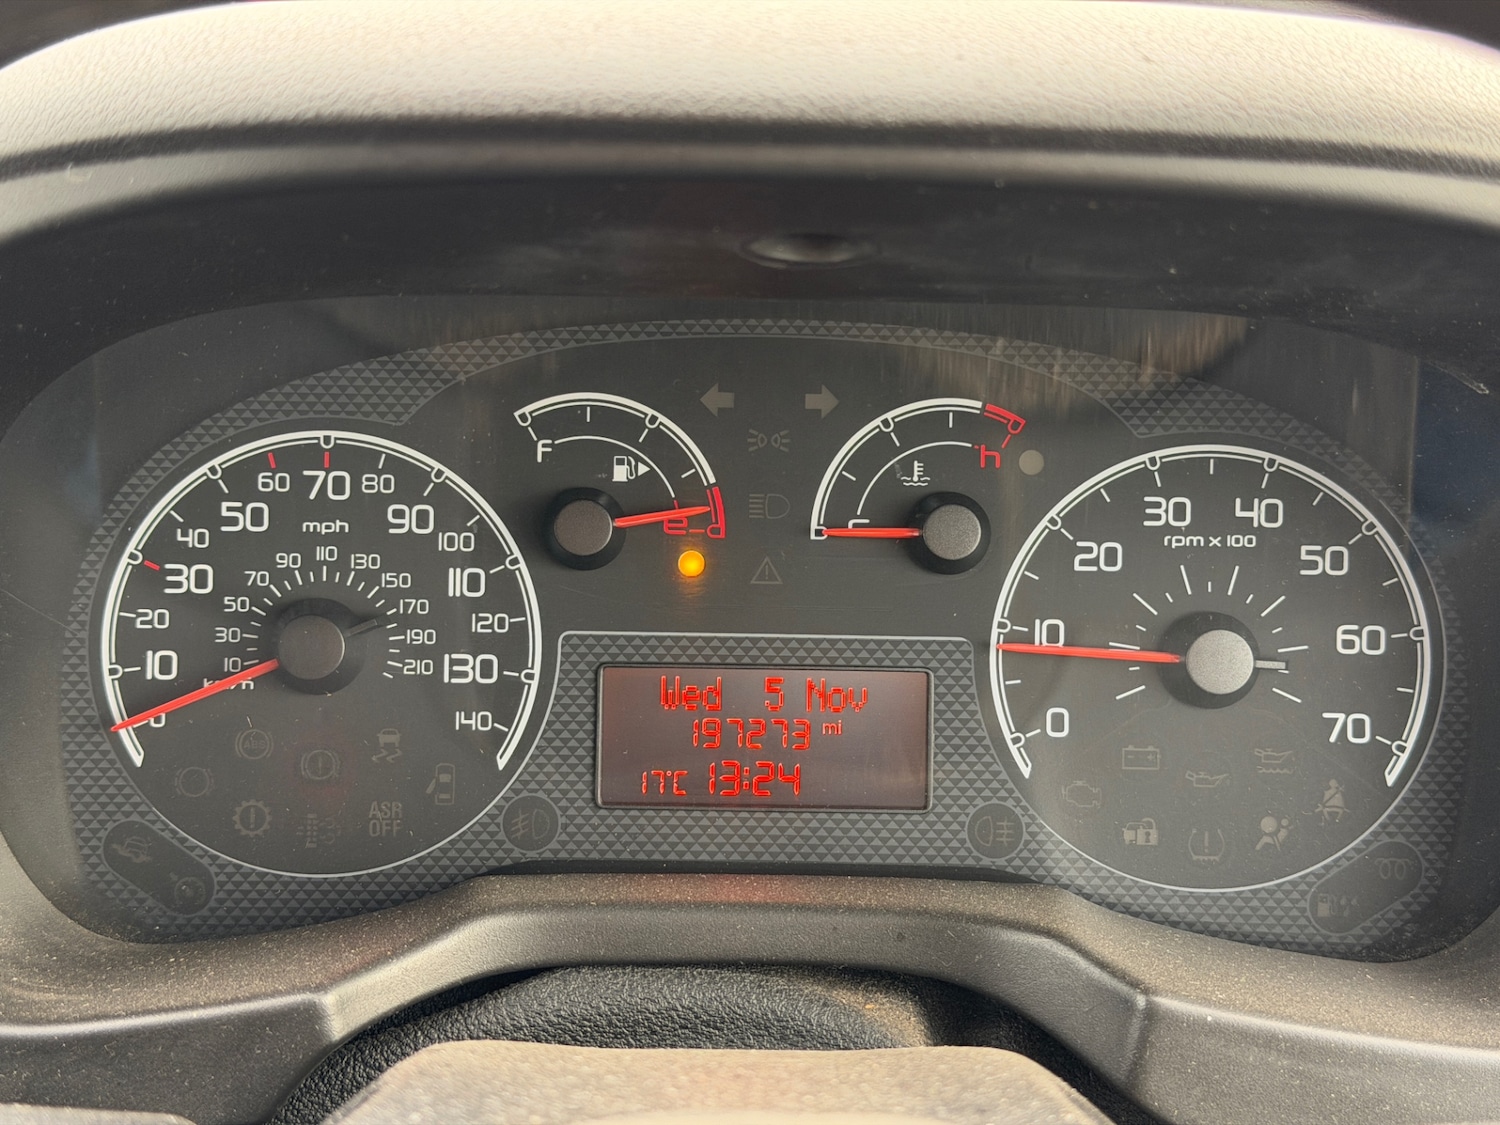 60 70 80
50 90
40 mph 100
30 110
20 120
10 130
0 140
90 110 130
70 150
50 170
30 190
10 210
km/h
F
e
c
h
30 40
rpm x 100
20 50
10 60
0 70
Wed 5 Nov
197273 mi
17°C 13:24
ABS
ASR
OFF